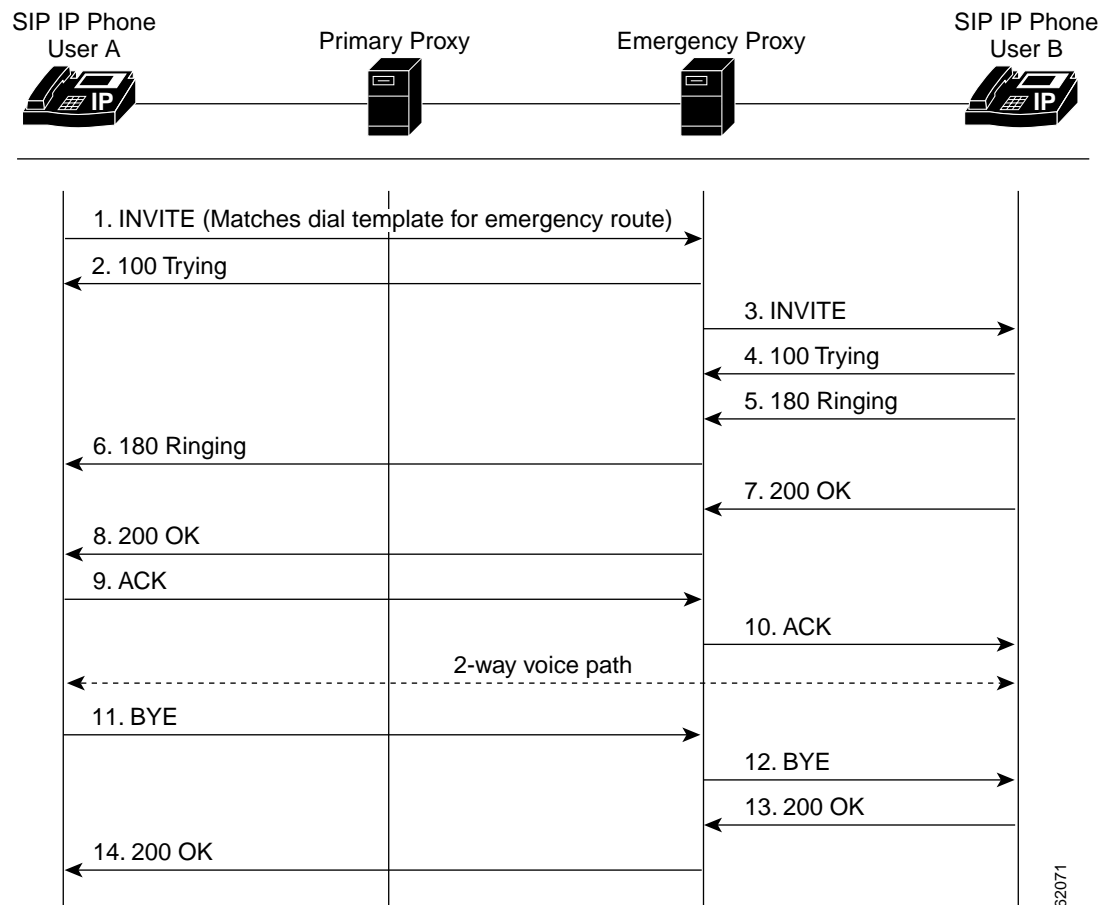 SIP IP Phone
User A
Primary Proxy
Emergency Proxy
SIP IP Phone
User B
IP
IP
1. INVITE (Matches dial template for emergency route)
2. 100 Trying
3. INVITE
4. 100 Trying
5. 180 Ringing
6. 180 Ringing
7. 200 OK
8. 200 OK
9. ACK
10. ACK
2-way voice path
11. BYE
12. BYE
13. 200 OK
14. 200 OK
62071